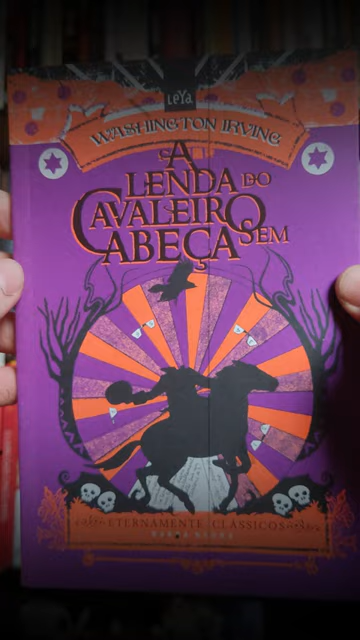 LeYa
WASHINGTON IRVING
A
LENDA DO
CAVALEIRO
SEM
CABEÇA
ETERNAMENTE CLÁSSICOS